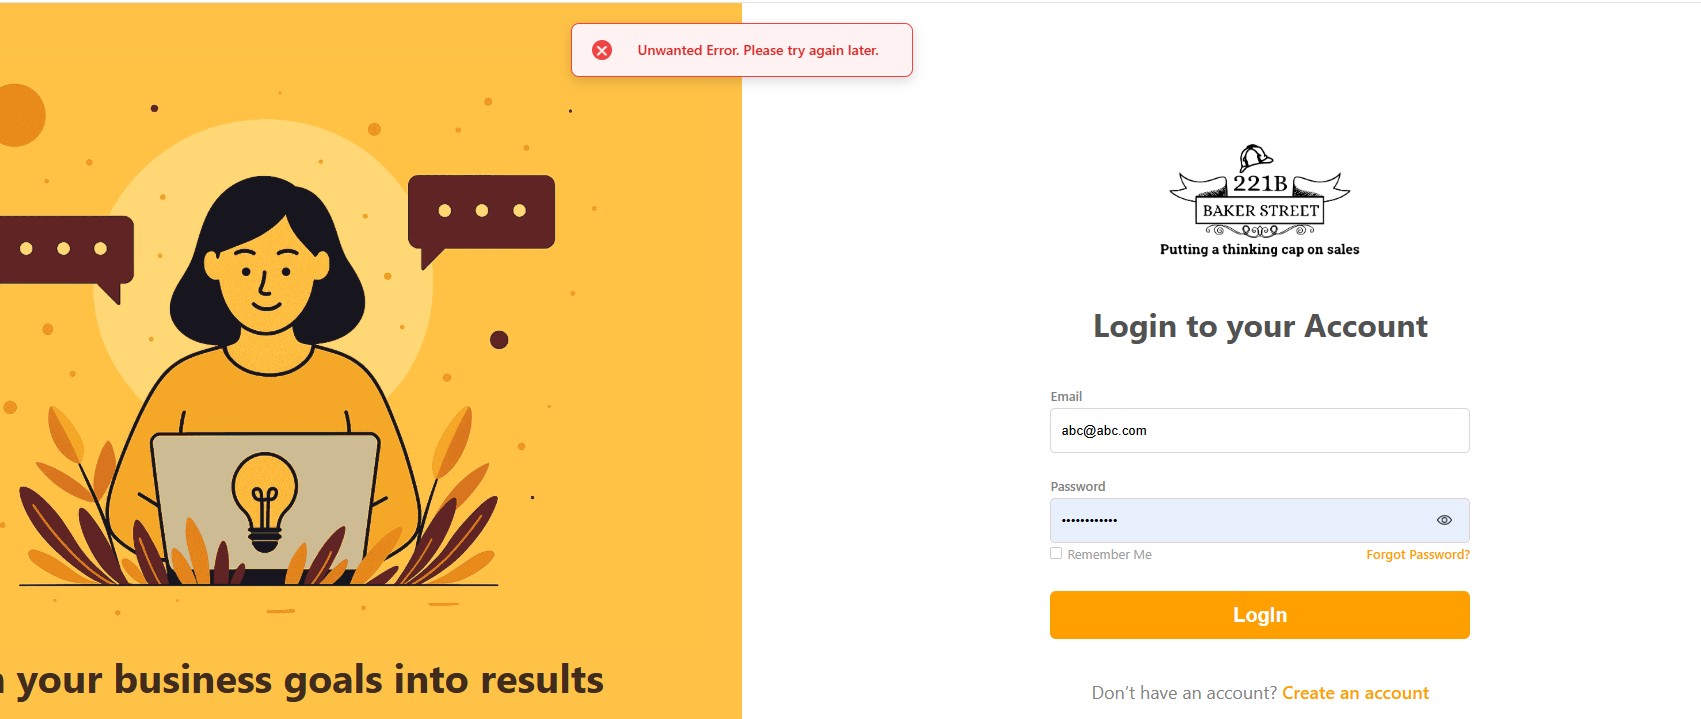 Unwanted Error. Please try again later.
221B
BAKER STREET
Putting a thinking cap on sales
Login to your Account
Email
abc@abc.com
Password
••••••••••••
Remember Me
Forgot Password?
LogIn
Don’t have an account? Create an account
your business goals into results